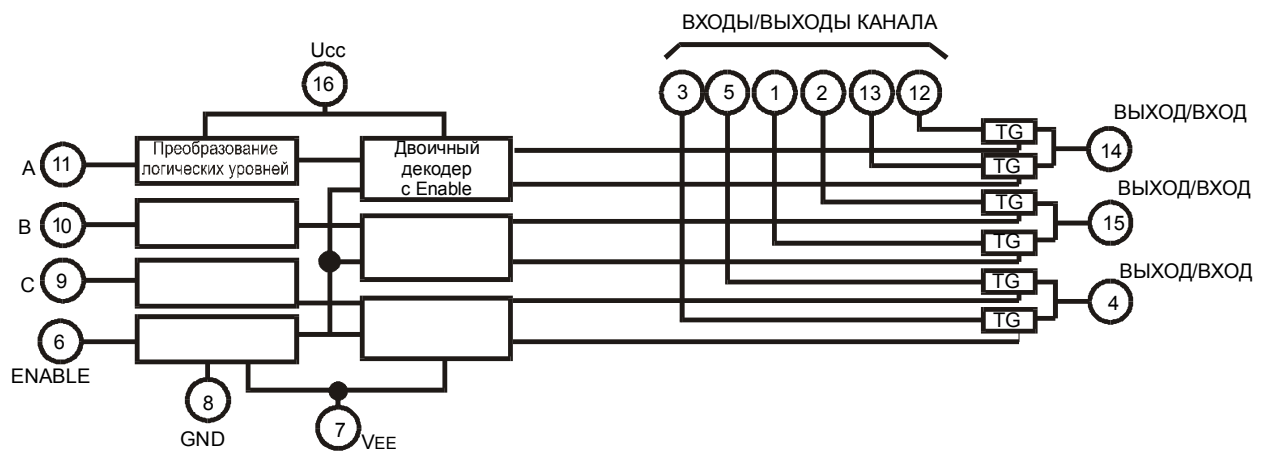 ВХОДЫ/ВЫХОДЫ КАНАЛА
Ucc
16
3 5 1 2 13 12
A 11
Преобразование
логических уровней
Двоичный
декодер
с Enable
TG
TG
ВЫХОД/ВХОД
14
B 10
TG
TG
ВЫХОД/ВХОД
15
C 9
TG
TG
ВЫХОД/ВХОД
4
6
ENABLE
8
GND
7
VEE